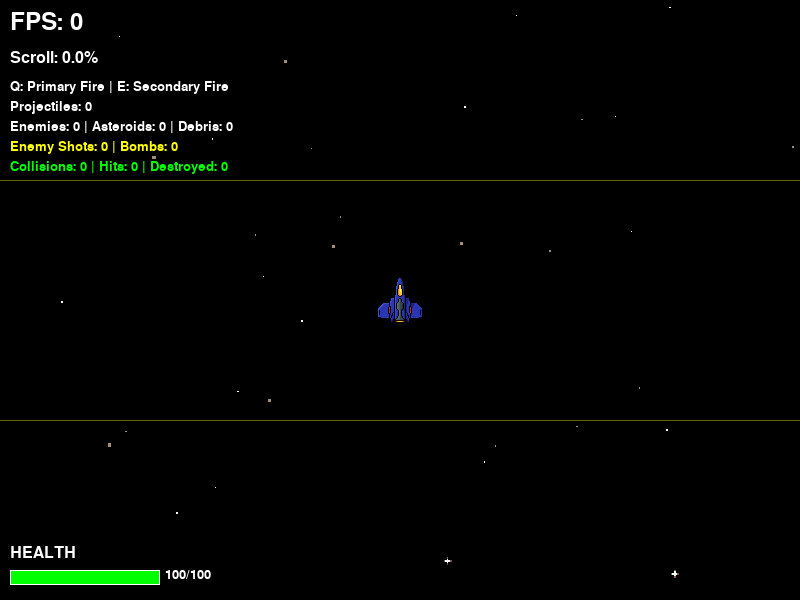 FPS: 0
Scroll: 0.0%
Q: Primary Fire | E: Secondary Fire
Projectiles: 0
Enemies: 0 | Asteroids: 0 | Debris: 0
Enemy Shots: 0 | Bombs: 0
Collisions: 0 | Hits: 0 | Destroyed: 0
HEALTH
100/100